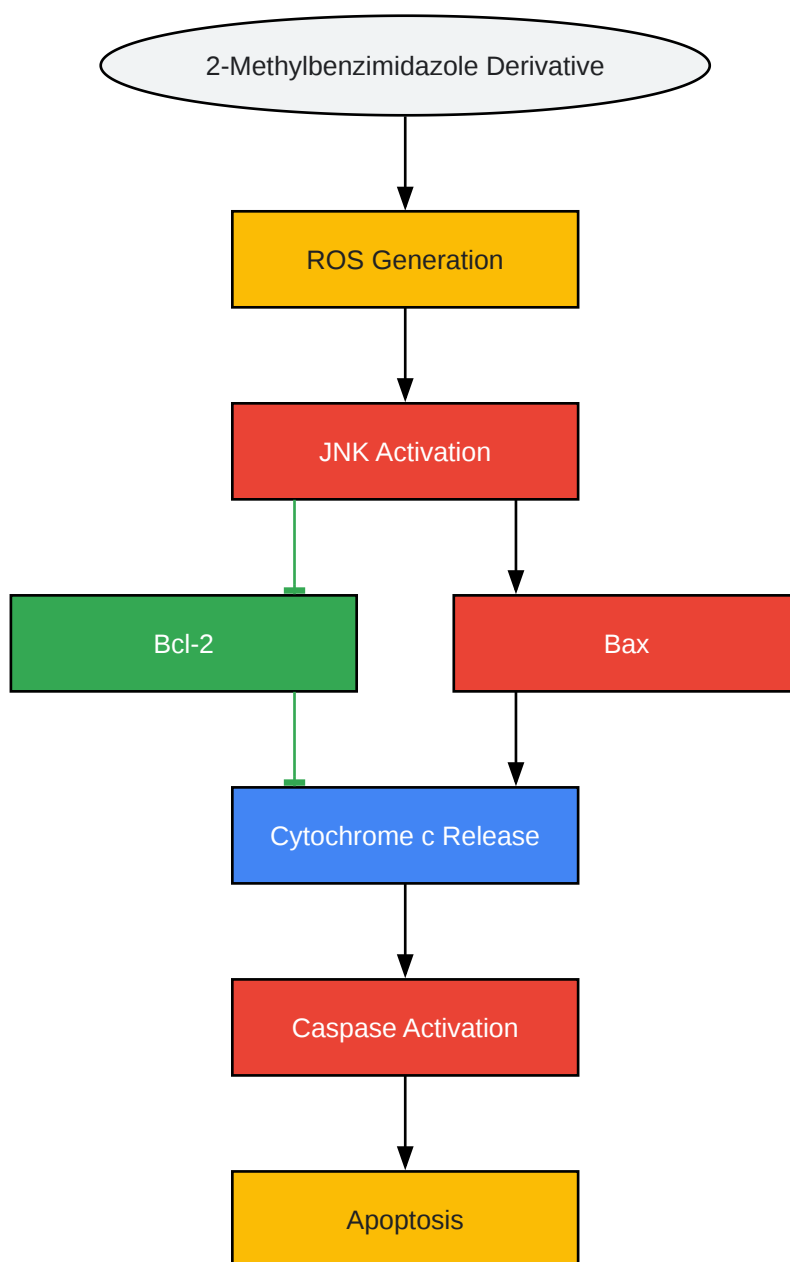 2-Methylbenzimidazole Derivative
ROS Generation
JNK Activation
Bcl-2
Bax
Cytochrome c Release
Caspase Activation
Apoptosis